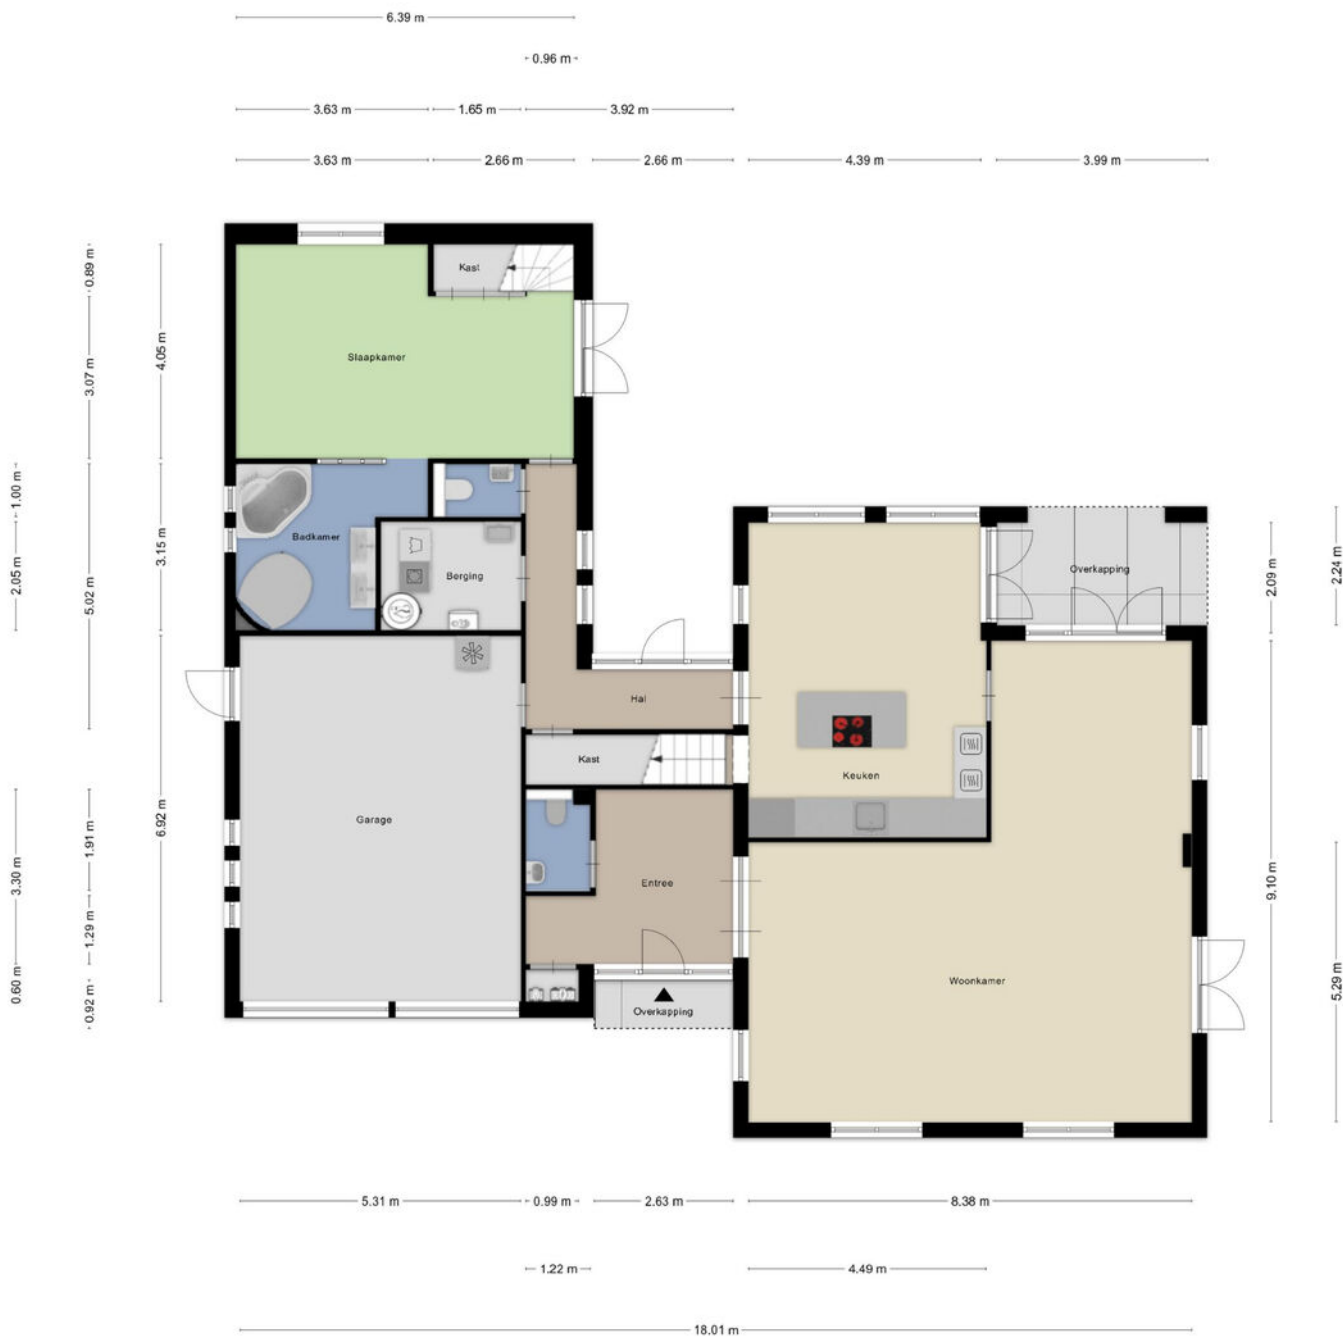 6.39 m
0.96 m
3.63 m
1.65 m
3.92 m
3.63 m
2.66 m
2.66 m
4.39 m
3.99 m
0.89 m
4.05 m
3.07 m
1.00 m
3.15 m
2.05 m
5.02 m
2.09 m
2.24 m
Kast
Slaapkamer
Badkamer
Berging
Overkapping
Hal
Kast
Keuken
Garage
Entree
Woonkamer
Overkapping
6.92 m
1.91 m
3.30 m
1.29 m
0.60 m
0.92 m
9.10 m
5.29 m
5.31 m
0.99 m
2.63 m
8.38 m
1.22 m
4.49 m
18.01 m